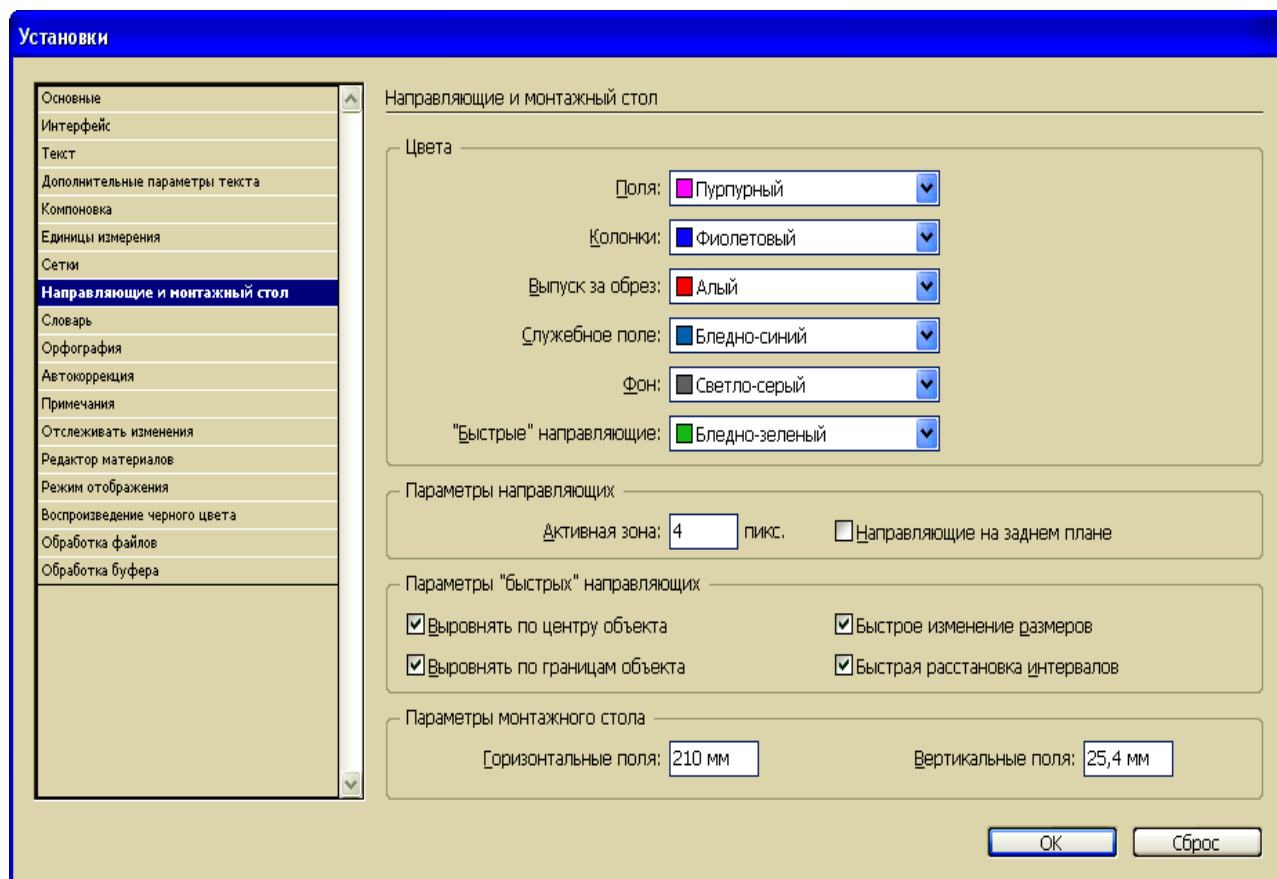 Установки
Основные
Интерфейс
Текст
Дополнительные параметры текста
Компоновка
Единицы измерения
Сетки
Направляющие и монтажный стол
Словарь
Орфография
Автокоррекция
Примечания
Отслеживать изменения
Редактор материалов
Режим отображения
Воспроизведение черного цвета
Обработка файлов
Обработка буфера
Направляющие и монтажный стол
Цвета
Поля: Пурпурный
Колонки: Фиолетовый
Выпуск за обрез: Алый
Служебное поле: Бледно-синий
Фон: Светло-серый
"Быстрые" направляющие: Бледно-зеленый
Параметры направляющих
Активная зона: 4 пикс. Направляющие на заднем плане
Параметры "быстрых" направляющих
Выровнять по центру объекта Быстрое изменение размеров
Выровнять по границам объекта Быстрая расстановка интервалов
Параметры монтажного стола
Горизонтальные поля: 210 мм Вертикальные поля: 25,4 мм
OK Сброс